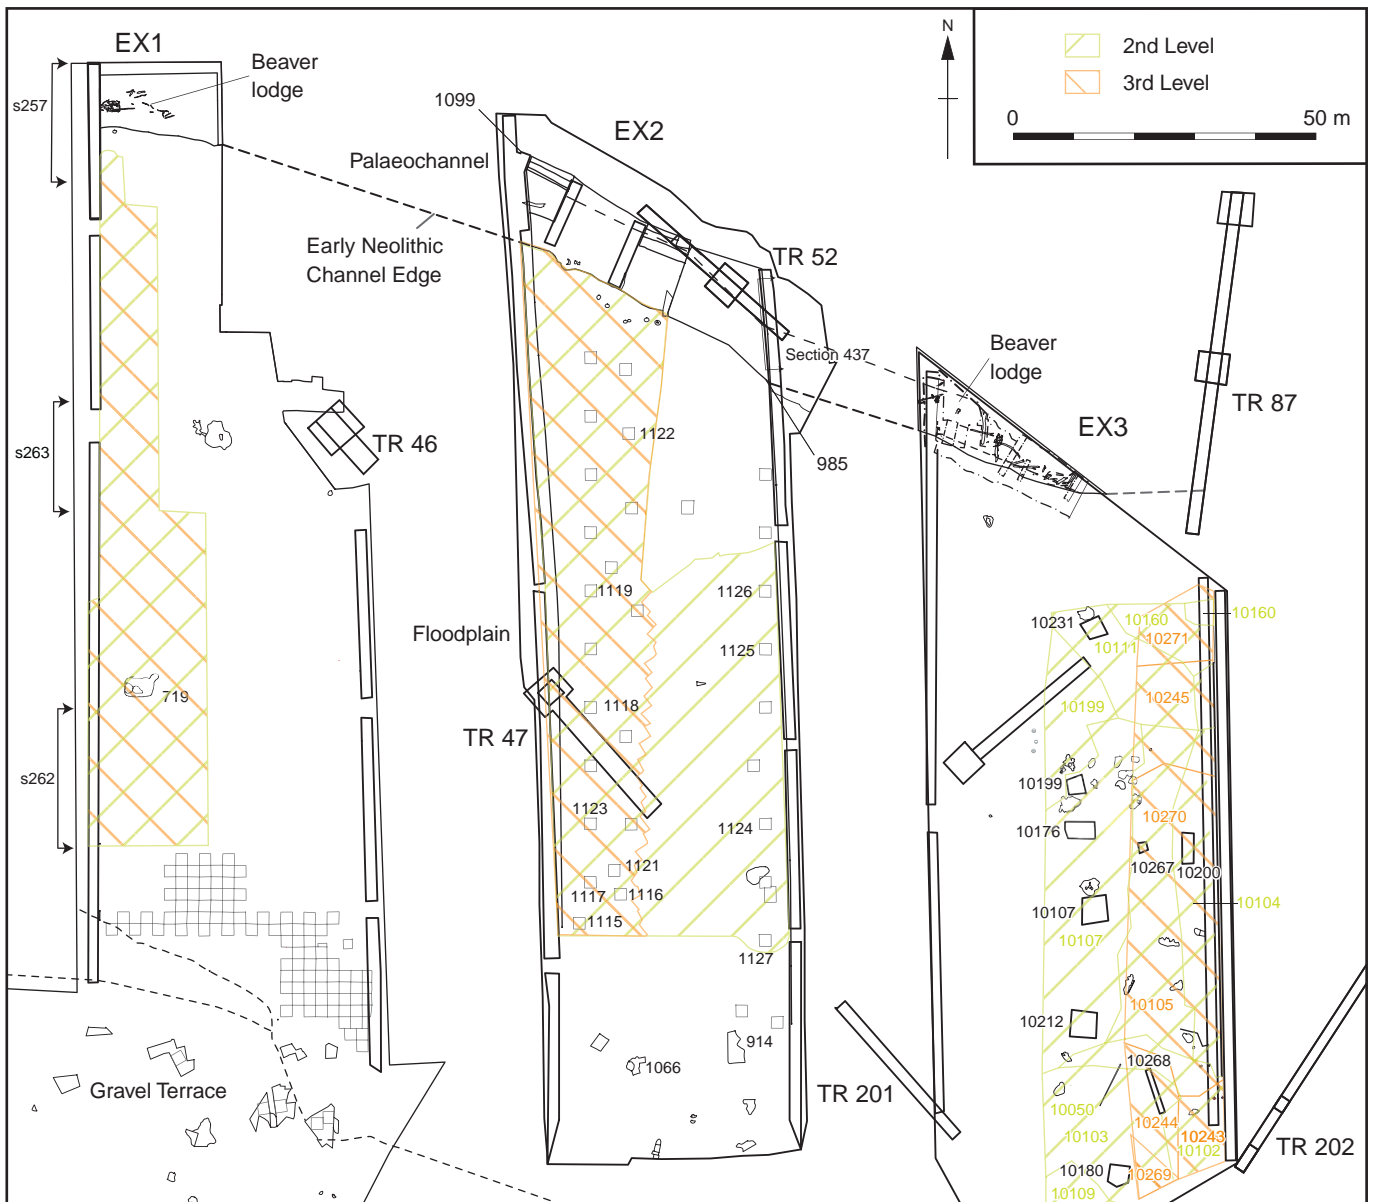 EX1
Beaver
lodge
s257
1099
EX2
N
2nd Level
3rd Level
0
50 m
Palaeochannel
Early Neolithic
Channel Edge
TR 52
Section 437
Beaver
lodge
TR 87
EX3
TR 46
s263
1122
985
1119
1126
Floodplain
1125
719
1118
TR 47
s262
1123
1124
1121
1117
1116
1115
1127
914
1066
Gravel Terrace
TR 201
10231
10160
10160
10111
10271
10199
10245
10199
10176
10270
10267
10200
10107
10104
10107
10105
10212
10268
10050
10103
10244
10243
10102
10180
10269
10109
TR 202